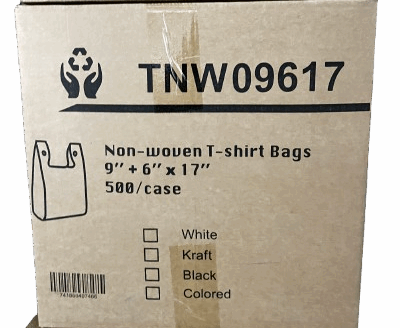 TNW09617
Non-woven T-shirt Bags
9" + 6" x 17"
500/case
White
Kraft
Black
Colored